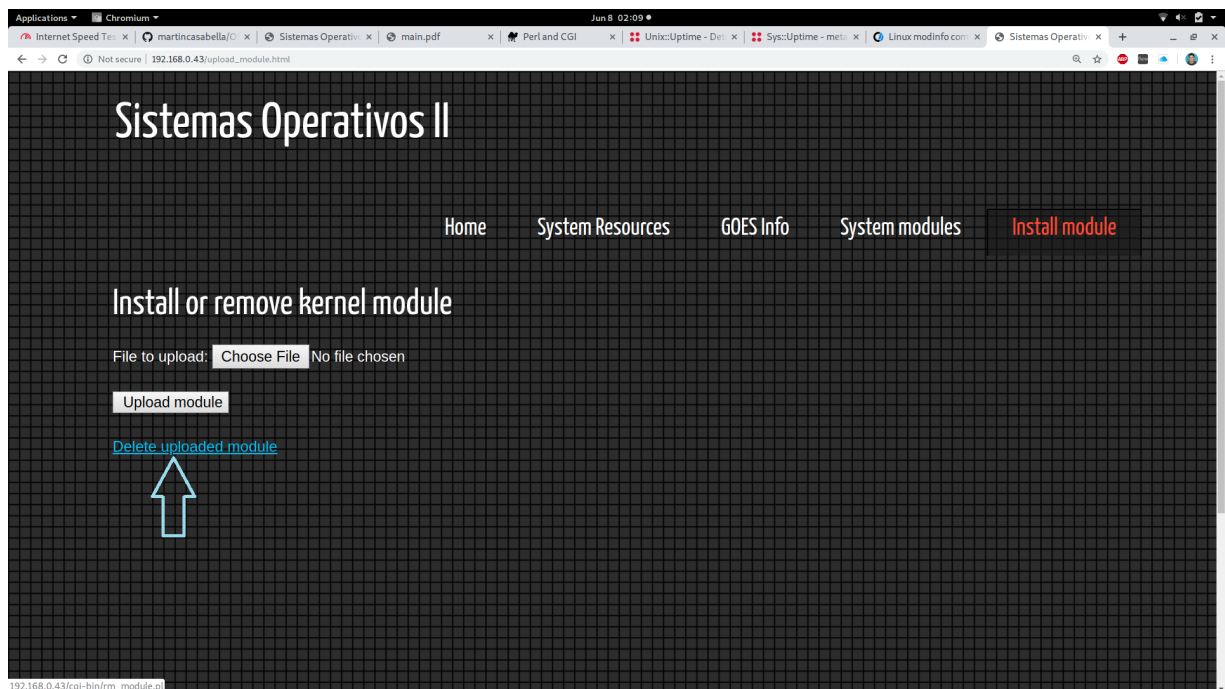 Applications Chromium Jun 8 02:09
Internet Speed Tes martincasabella/O Sistemas Operativo main.pdf Perl and CGI Unix::Uptime - Det Sys::Uptime - meta Linux modinfo com Sistemas Operativo
Not secure | 192.168.0.43/upload_module.html ABP
Sistemas Operativos II
Home System Resources GOES Info System modules Install module
Install or remove kernel module
File to upload: Choose File No file chosen
Upload module
Delete uploaded module
192.168.0.43/cgi-bin/rm_module.pl